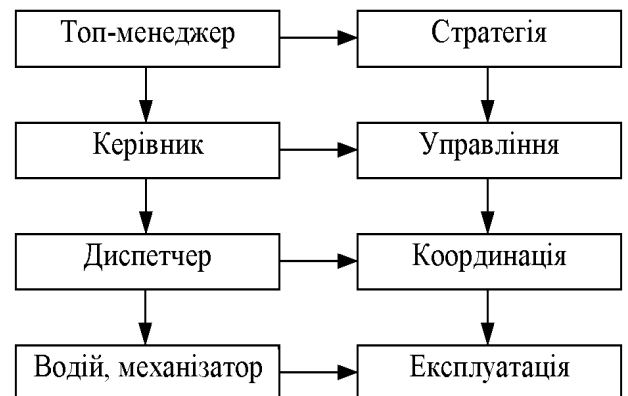 Топ-менеджер
Стратегія
Керівник
Управління
Диспетчер
Координація
Водій, механізатор
Експлуатація